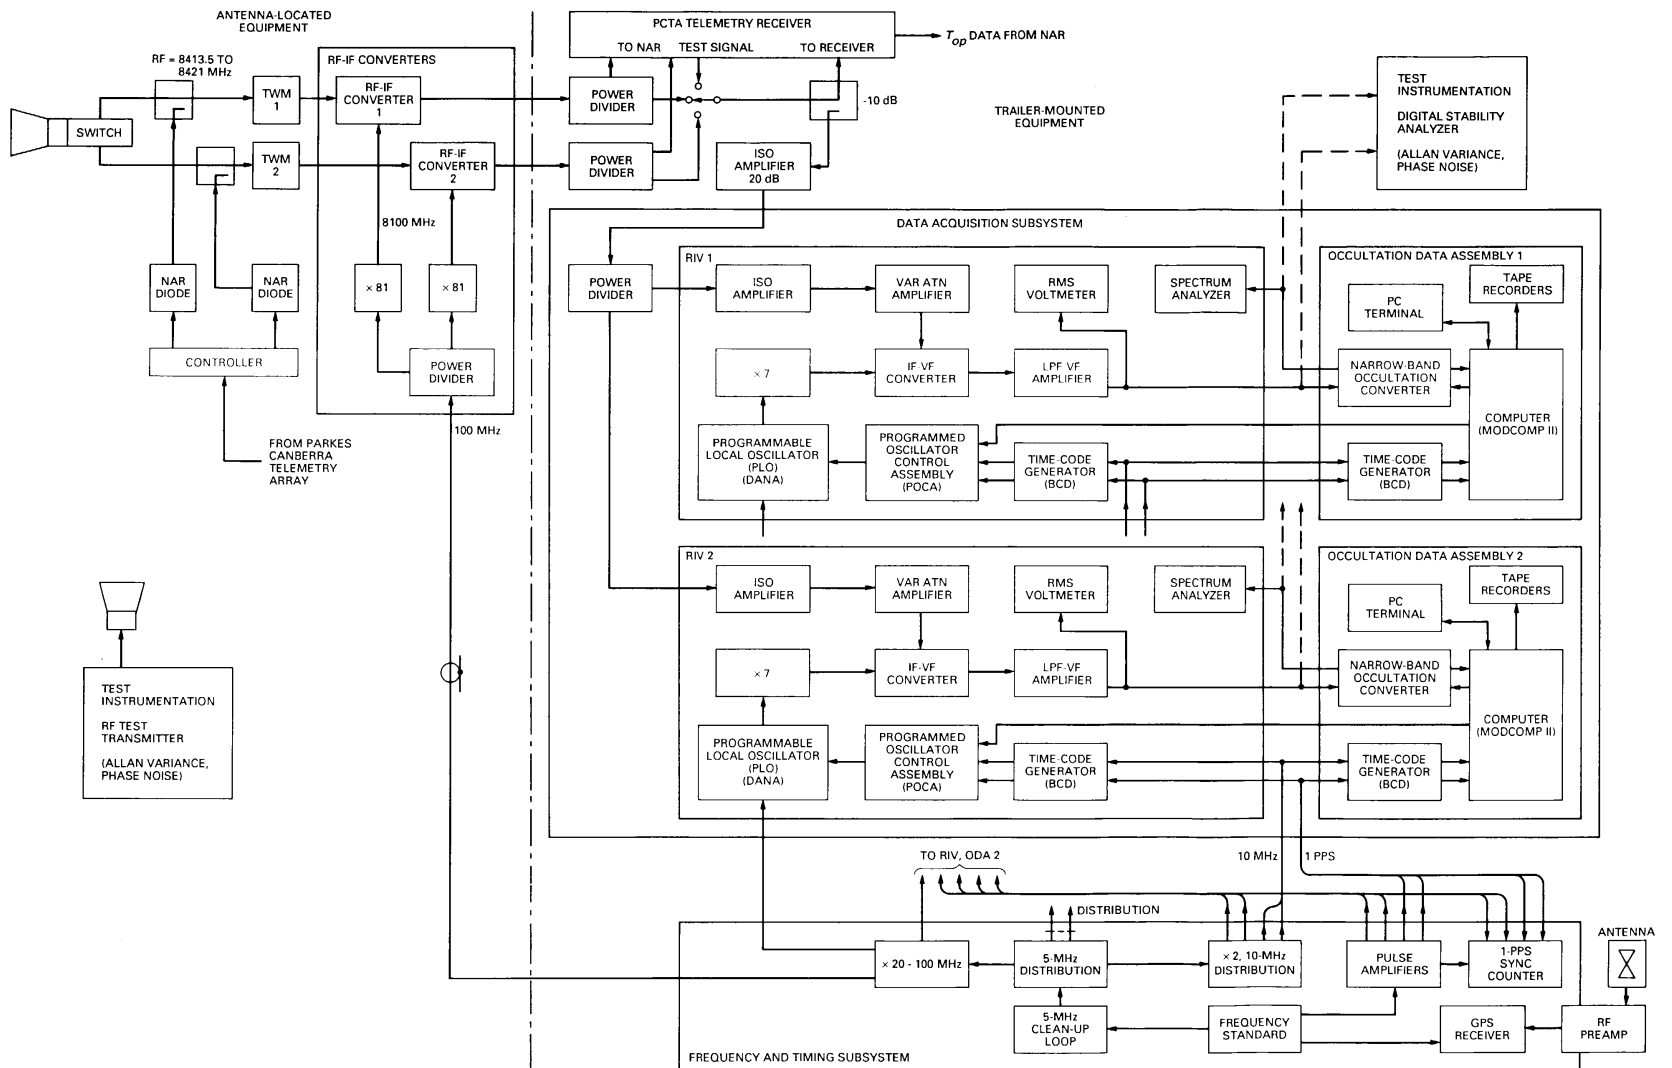 ANTENNA-LOCATED
EQUIPMENT
RF = 8413.5 TO
8421 MHz
SWITCH
TWM
1
TWM
2
RF-IF CONVERTERS
RF-IF
CONVERTER
1
RF-IF
CONVERTER
2
8100 MHz
× 81
× 81
POWER
DIVIDER
NAR
DIODE
NAR
DIODE
CONTROLLER
FROM PARKES
CANBERRA
TELEMETRY
ARRAY
100 MHz
TEST
INSTRUMENTATION
RF TEST
TRANSMITTER
(ALLAN VARIANCE,
PHASE NOISE)
PCTA TELEMETRY RECEIVER
TO NAR
TEST SIGNAL
TO RECEIVER
Top DATA FROM NAR
POWER
DIVIDER
POWER
DIVIDER
-10 dB
ISO
AMPLIFIER
20 dB
TRAILER-MOUNTED
EQUIPMENT
TEST
INSTRUMENTATION
DIGITAL STABILITY
ANALYZER
(ALLAN VARIANCE,
PHASE NOISE)
DATA ACQUISITION SUBSYSTEM
POWER
DIVIDER
RIV 1
ISO
AMPLIFIER
VAR ATN
AMPLIFIER
RMS
VOLTMETER
SPECTRUM
ANALYZER
× 7
IF-VF
CONVERTER
LPF VF
AMPLIFIER
PROGRAMMABLE
LOCAL OSCILLATOR
(PLO)
(DANA)
PROGRAMMED
OSCILLATOR
CONTROL
ASSEMBLY
(POCA)
TIME-CODE
GENERATOR
(BCD)
OCCULTATION DATA ASSEMBLY 1
TAPE
RECORDERS
PC
TERMINAL
NARROW-BAND
OCCULTATION
CONVERTER
COMPUTER
(MODCOMP II)
TIME-CODE
GENERATOR
(BCD)
RIV 2
ISO
AMPLIFIER
VAR ATN
AMPLIFIER
RMS
VOLTMETER
SPECTRUM
ANALYZER
× 7
IF-VF
CONVERTER
LPF-VF
AMPLIFIER
PROGRAMMABLE
LOCAL OSCILLATOR
(PLO)
(DANA)
PROGRAMMED
OSCILLATOR
CONTROL
ASSEMBLY
(POCA)
TIME-CODE
GENERATOR
(BCD)
OCCULTATION DATA ASSEMBLY 2
TAPE
RECORDERS
PC
TERMINAL
NARROW-BAND
OCCULTATION
CONVERTER
COMPUTER
(MODCOMP II)
TIME-CODE
GENERATOR
(BCD)
TO RIV, ODA 2
10 MHz
1 PPS
DISTRIBUTION
× 20 - 100 MHz
5-MHz
DISTRIBUTION
× 2, 10-MHz
DISTRIBUTION
PULSE
AMPLIFIERS
1-PPS
SYNC
COUNTER
ANTENNA
5-MHz
CLEAN-UP
LOOP
FREQUENCY
STANDARD
GPS
RECEIVER
RF
PREAMP
FREQUENCY AND TIMING SUBSYSTEM